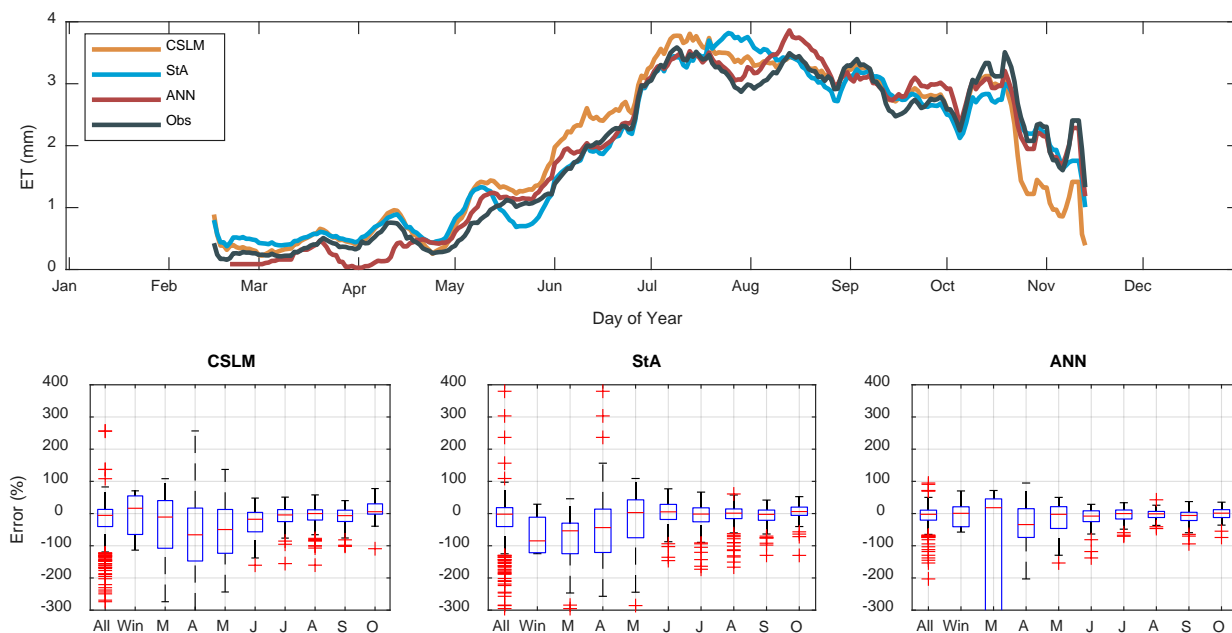 4
3
2
1
0
ET (mm)
CSLM
StA
ANN
Obs
Jan Feb Mar Apr May Jun Jul Aug Sep Oct Nov Dec
Day of Year
CSLM
StA
ANN
Error (%)
400
300
200
100
0
-100
-200
-300
All Win M A M J J A S O
400
300
200
100
0
-100
-200
-300
All Win M A M J J A S O
400
300
200
100
0
-100
-200
-300
All Win M A M J J A S O